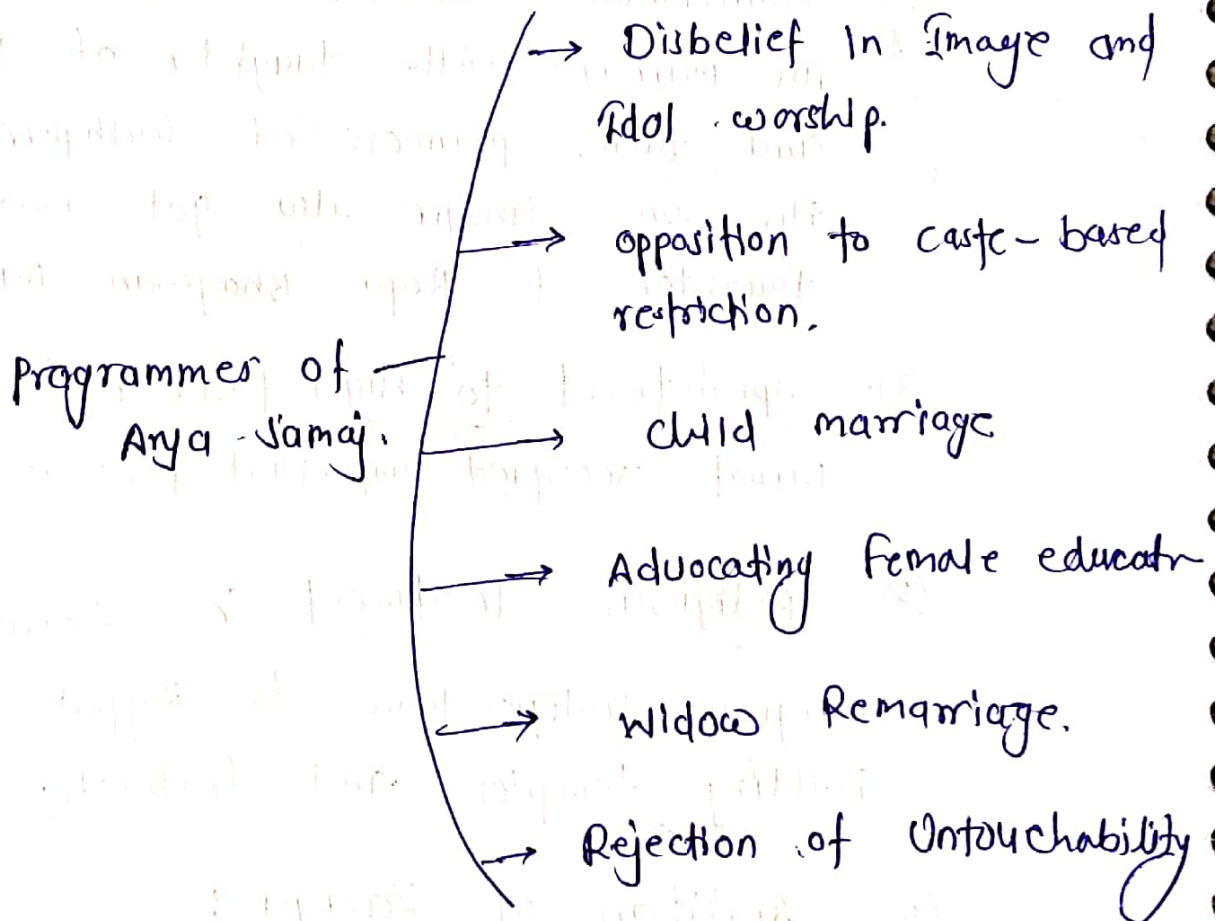 Disbelief In Image and
Idol worship.
opposition to caste-based
restriction.
Programmes of
Arya Samaj.
child marriage
Advocating Female educatn
Widow Remarriage.
Rejection of Untouchability